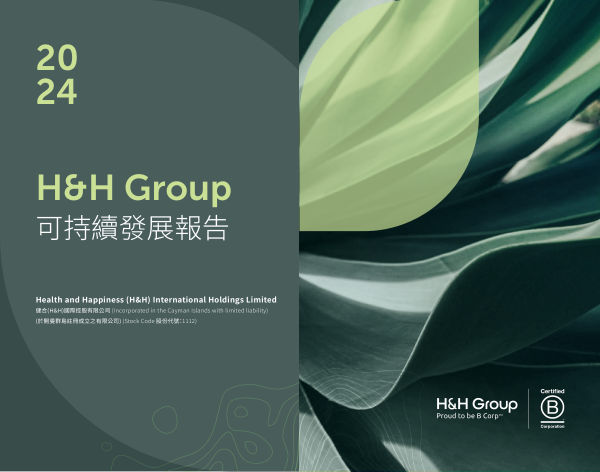 20
24
H&H Group
可持續發展報告
Health and Happiness (H&H) International Holdings Limited
健合(H&H)國際控股有限公司 (Incorporated in the Cayman Islands with limited liability)
(於開曼群島註冊成立之有限公司) (Stock Code 股份代號：1112)
H&H Group
Proud to be B Corp™
Certified
B
Corporation